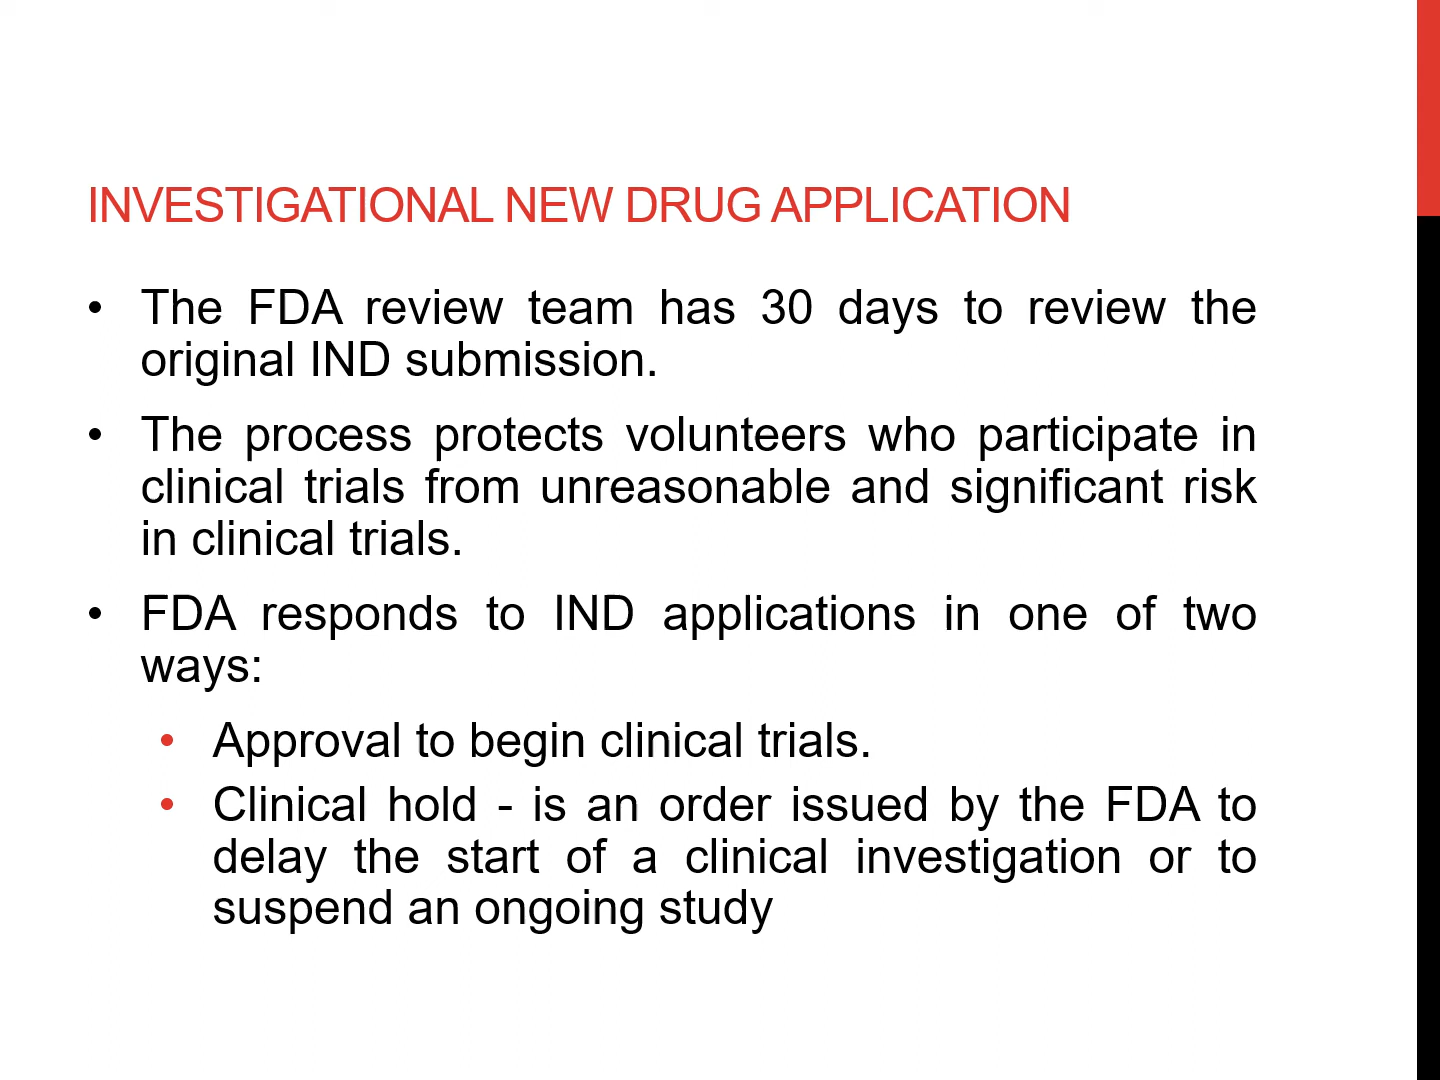 INVESTIGATIONAL NEW DRUG APPLICATION
• The FDA review team has 30 days to review the
original IND submission.
• The process protects volunteers who participate in
clinical trials from unreasonable and significant risk
in clinical trials.
• FDA responds to IND applications in one of two
ways:
• Approval to begin clinical trials.
• Clinical hold - is an order issued by the FDA to
delay the start of a clinical investigation or to
suspend an ongoing study